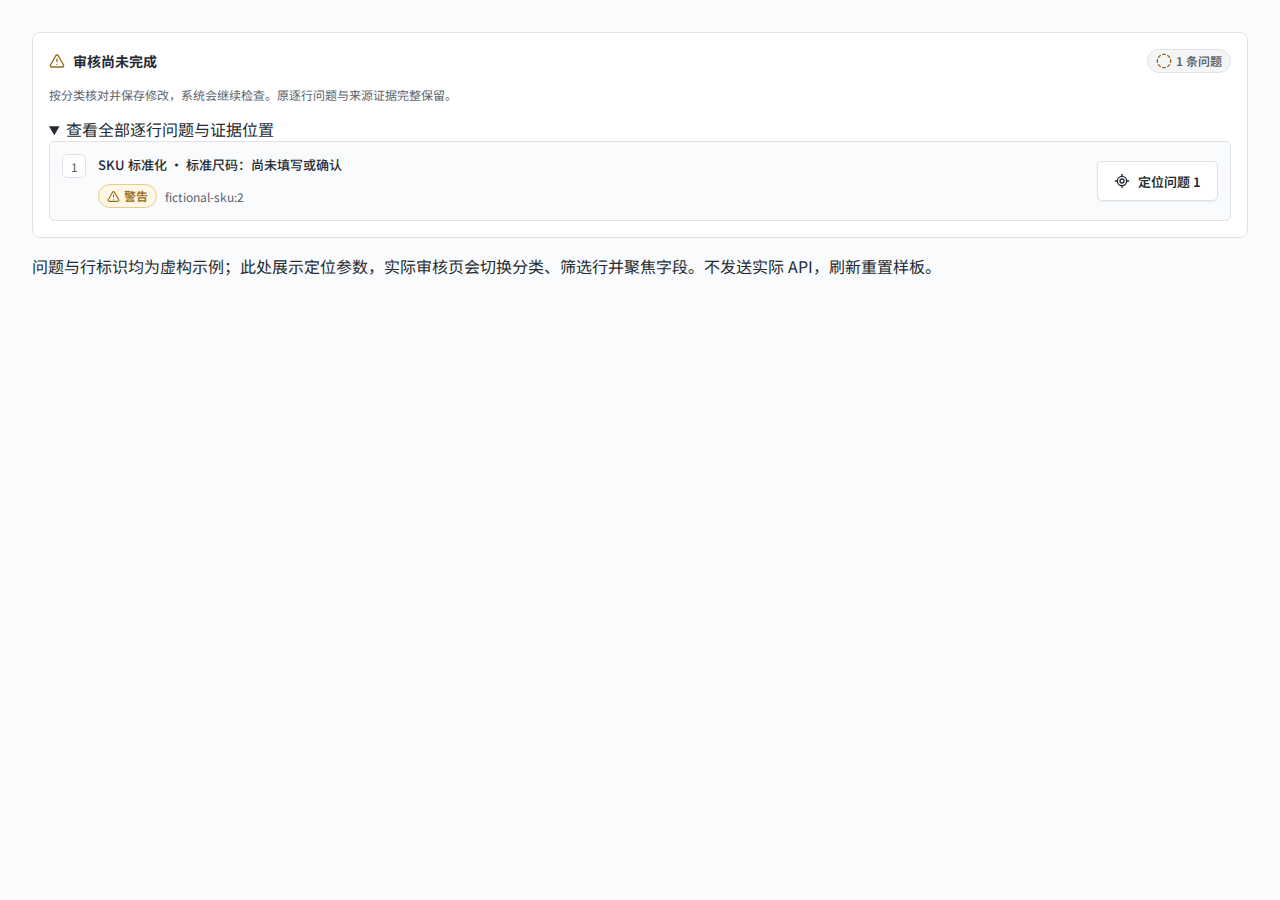 审核尚未完成
1 条问题
按分类核对并保存修改，系统会继续检查。原逐行问题与来源证据完整保留。
▼ 查看全部逐行问题与证据位置
1
SKU 标准化 · 标准尺码：尚未填写或确认
警告 fictional-sku:2
定位问题 1
问题与行标识均为虚构示例；此处展示定位参数，实际审核页会切换分类、筛选行并聚焦字段。不发送实际 API，刷新重置样板。